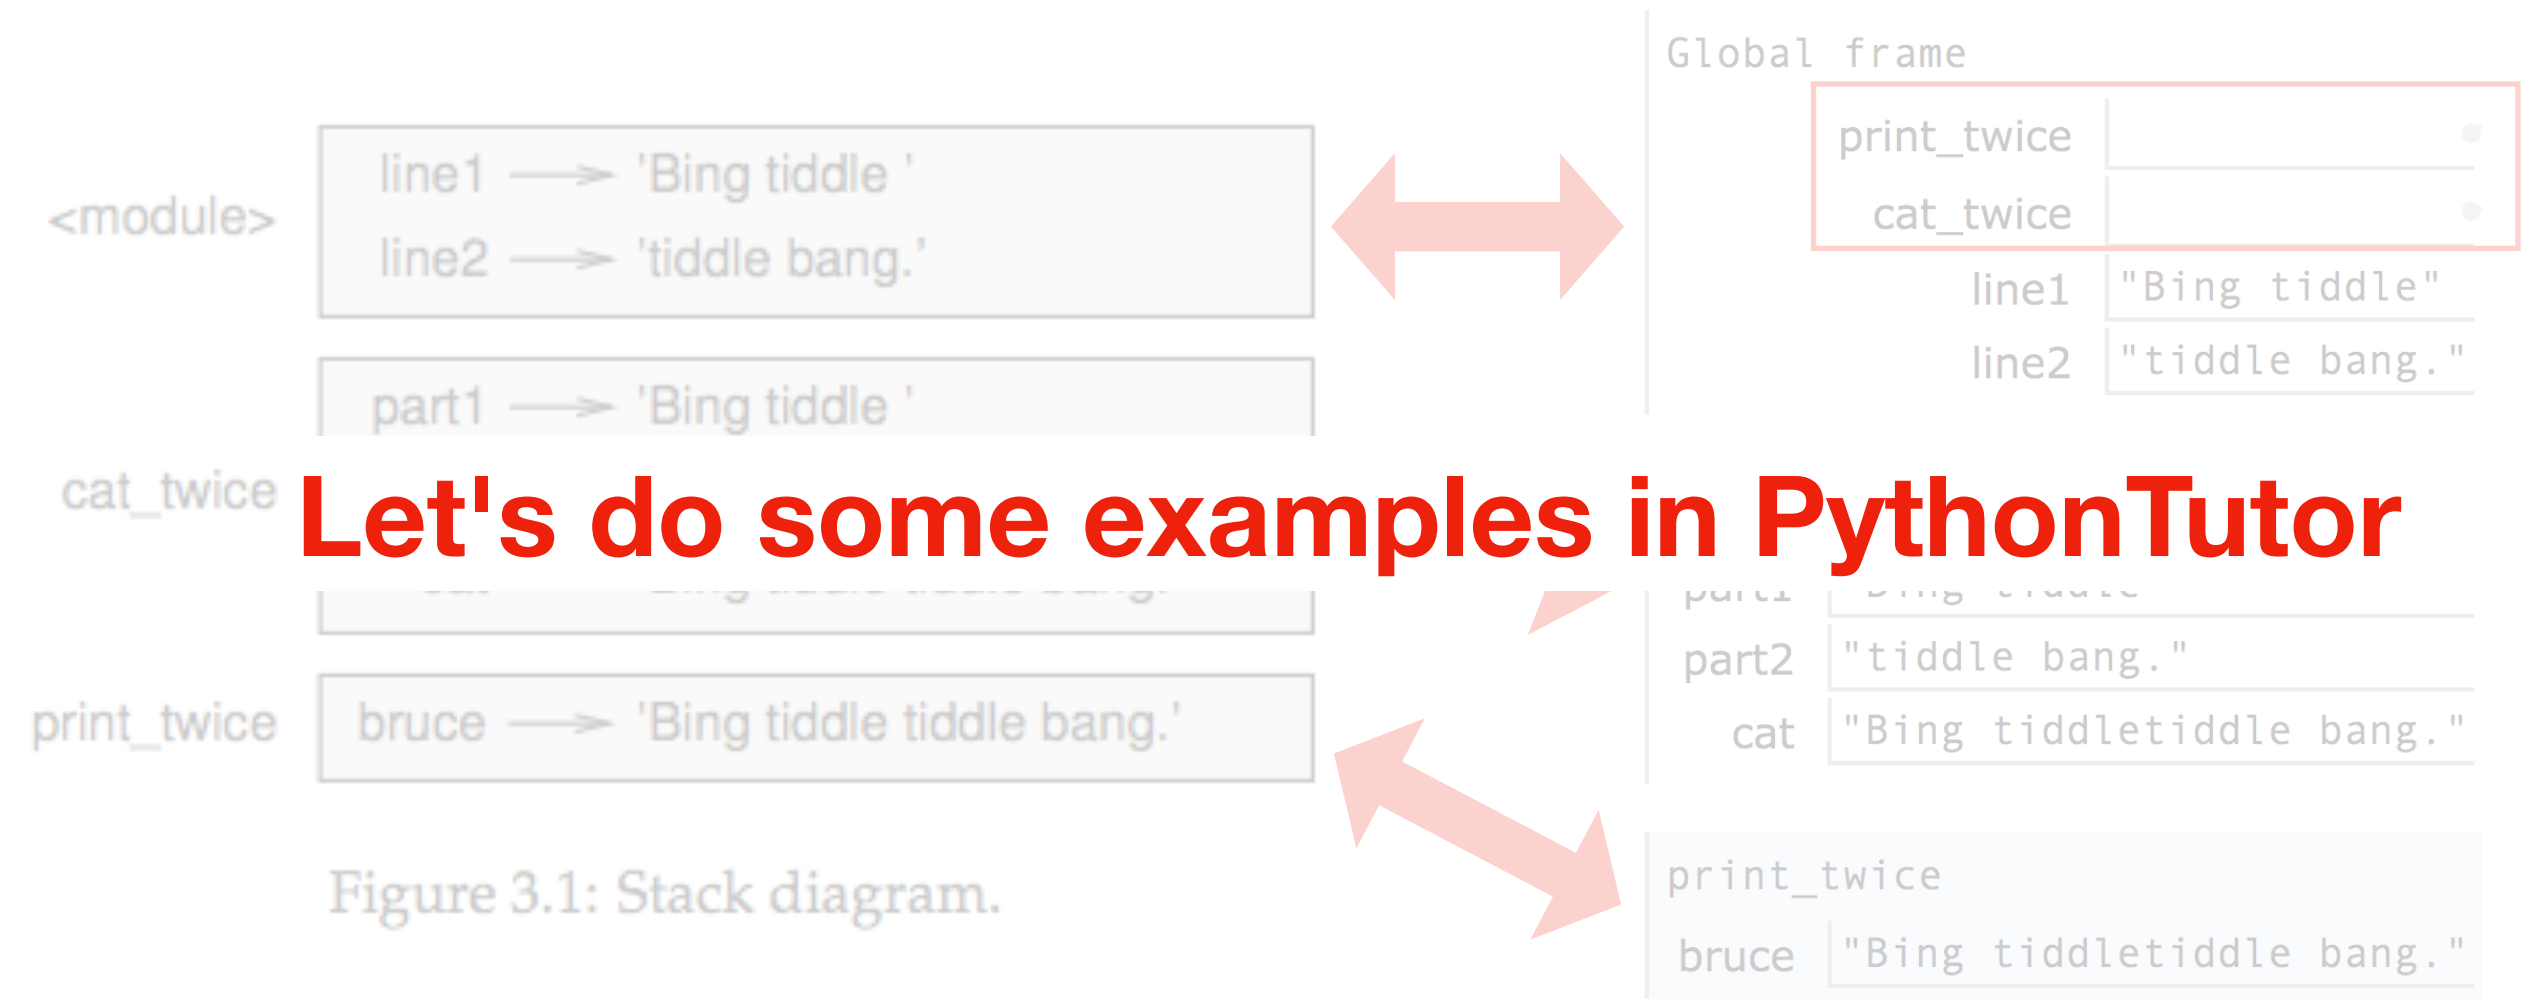 <module>
line1 'Bing tiddle '
line2 'tiddle bang.'
part1 'Bing tiddle '
cat_twice
print_twice
bruce 'Bing tiddle tiddle bang.'
Figure 3.1: Stack diagram.
Let's do some examples in PythonTutor
Global frame
print_twice
cat_twice
line1 "Bing tiddle"
line2 "tiddle bang."
part2 "tiddle bang."
cat "Bing tiddletiddle bang."
print_twice
bruce "Bing tiddletiddle bang."